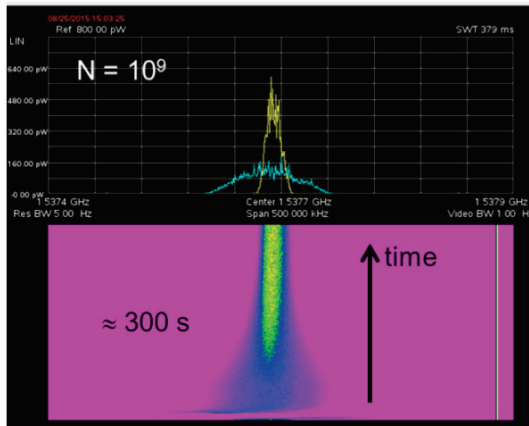 08/25/2015 15 03:25
Ref 800.00 pW SWT 379 ms
LIN
640.00 pW
N = 10⁹
480.00 pW
320.00 pW
160.00 pW
-0.00 pW
1 5374 GHz Center 1 5377 GHz 1 5379 GHz
Res BW 5 00 Hz Span 500.000 kHz Video BW 1 00 H
time
≈ 300 s